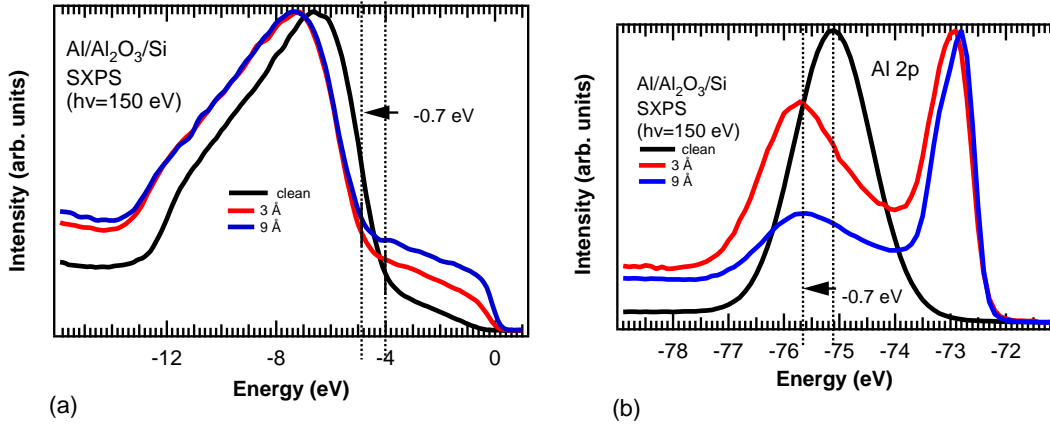 Al/Al2O3/Si
SXPS
(hν=150 eV)
-0.7 eV
clean
3 Å
9 Å
Intensity (arb. units)
-12
-8
-4
0
Energy (eV)
(a)
Al 2p
Al/Al2O3/Si
SXPS
(hν=150 eV)
clean
3 Å
9 Å
-0.7 eV
Intensity (arb. units)
-78
-77
-76
-75
-74
-73
-72
Energy (eV)
(b)